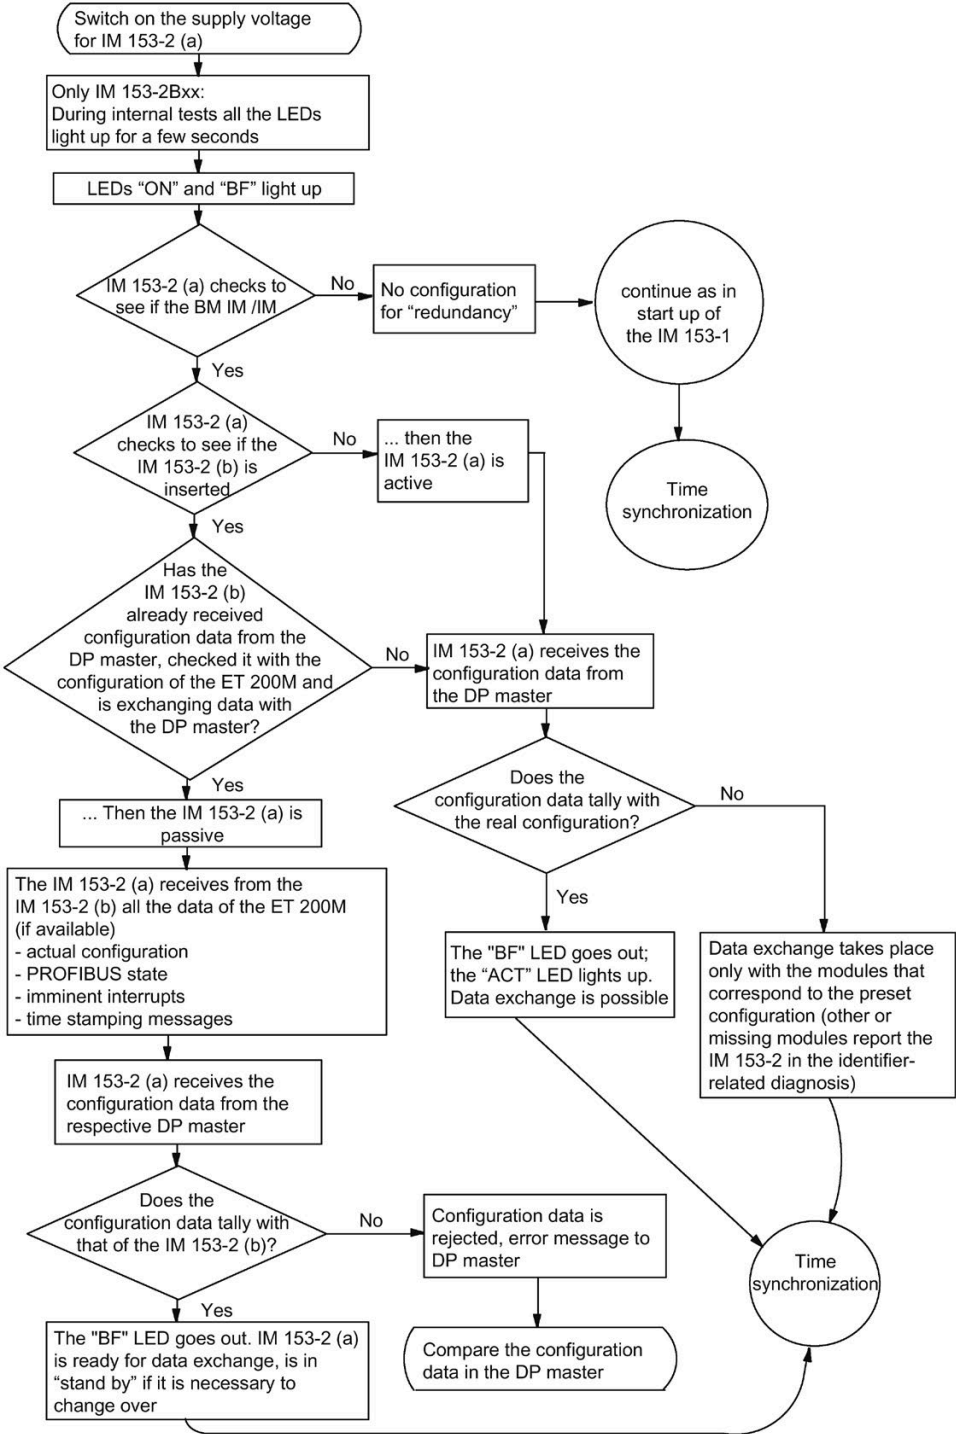 Switch on the supply voltage
for IM 153-2 (a)
Only IM 153-2Bxx:
During internal tests all the LEDs
light up for a few seconds
LEDs “ON” and “BF” light up
IM 153-2 (a) checks to
see if the BM IM /IM
No
No configuration
for “redundancy”
continue as in
start up of
the IM 153-1
Yes
IM 153-2 (a)
checks to see if the
IM 153-2 (b) is
inserted
No
... then the
IM 153-2 (a) is
active
Time
synchronization
Yes
Has the
IM 153-2 (b)
already received
configuration data from the
DP master, checked it with the
configuration of the ET 200M and
is exchanging data with
the DP master?
No
IM 153-2 (a) receives the
configuration data from
the DP master
Yes
... Then the IM 153-2 (a) is
passive
Does the
configuration data tally with
the real configuration?
No
Yes
The IM 153-2 (a) receives from the
IM 153-2 (b) all the data of the ET 200M
(if available)
- actual configuration
- PROFIBUS state
- imminent interrupts
- time stamping messages
The "BF" LED goes out;
the “ACT” LED lights up.
Data exchange is possible
Data exchange takes place
only with the modules that
correspond to the preset
configuration (other or
missing modules report the
IM 153-2 in the identifier-
related diagnosis)
IM 153-2 (a) receives the
configuration data from the
respective DP master
Does the
configuration data tally with
that of the IM 153-2 (b)?
No
Configuration data is
rejected, error message to
DP master
Time
synchronization
Yes
The "BF" LED goes out. IM 153-2 (a)
is ready for data exchange, is in
“stand by” if it is necessary to
change over
Compare the configuration
data in the DP master